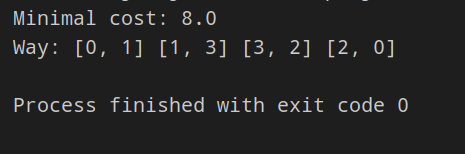 Minimal cost: 8.0
Way: [0, 1] [1, 3] [3, 2] [2, 0]
Process finished with exit code 0